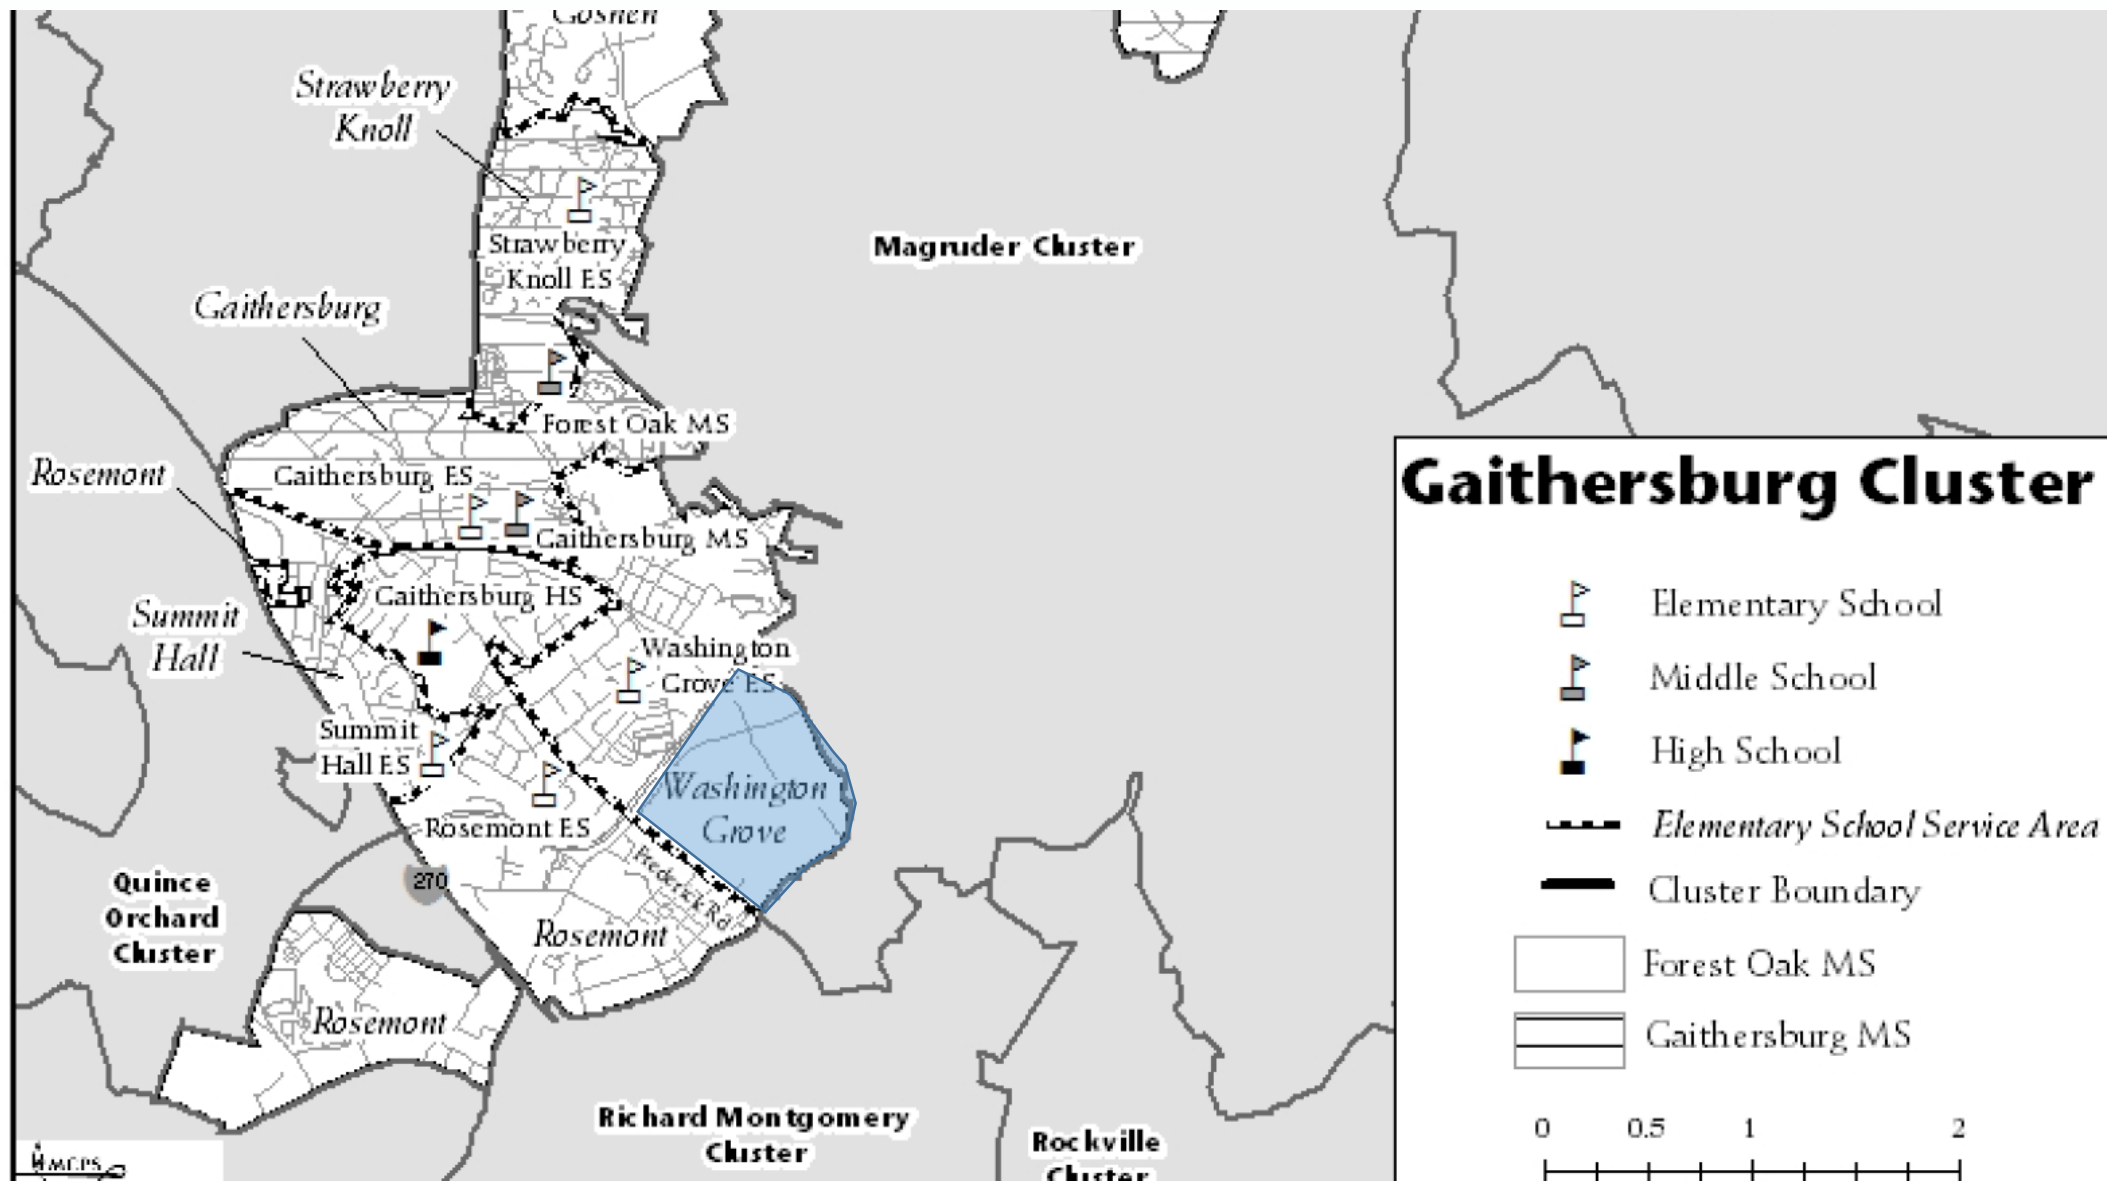 Goshen
Strawberry
Knoll
Strawberry
Knoll ES
Magruder Cluster
Gaithersburg
Forest Oak MS
Rosemont
Gaithersburg ES
Gaithersburg MS
Gaithersburg HS
Summit
Hall
Washington
Grove ES
Summit
Hall ES
Washington
Grove
Rosemont ES
Frederick Rd
270
Quince
Orchard
Cluster
Rosemont
Rosemont
Richard Montgomery
Cluster
Rockville
Cluster
MCPS
Gaithersburg Cluster
Elementary School
Middle School
High School
Elementary School Service Area
Cluster Boundary
Forest Oak MS
Gaithersburg MS
0 0.5 1 2